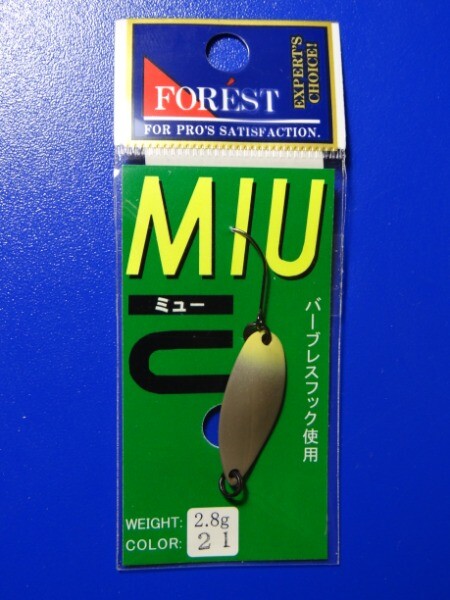 FORÉST
EXPERT'S
CHOICE!
FOR PRO'S SATISFACTION.
MIU
ミュー
バーブレスフック使用
WEIGHT: 2.8g
COLOR: 21